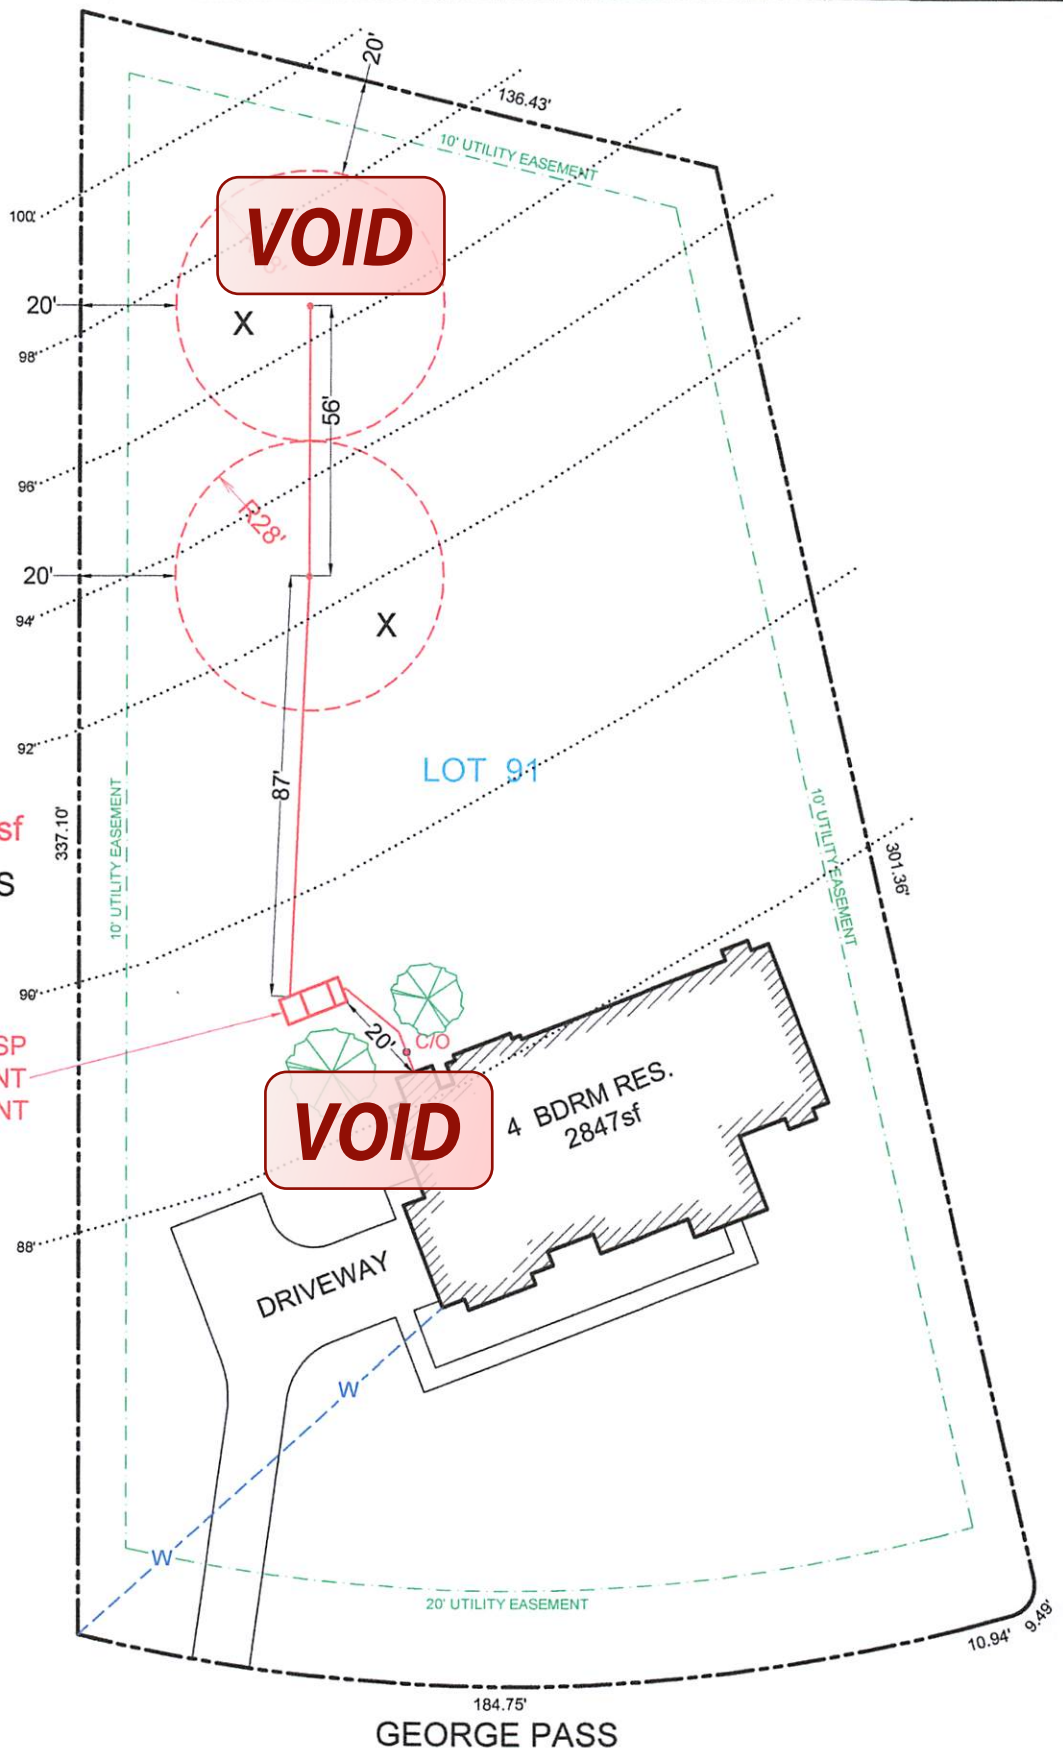 20'
136.43'
10' UTILITY EASEMENT
100'
VOID
20'
X
98'
56'
96'
R28'
20'
94'
X
92'
87'
LOT 91
337.10'
10' UTILITY EASEMENT
10' UTILITY EASEMENT
301.36'
sf
S
90'
SP
NT
NT
20'
C/O
VOID
4 BDRM RES.
2847sf
88'
DRIVEWAY
W
W
20' UTILITY EASEMENT
10.94'
9.49'
184.75'
GEORGE PASS